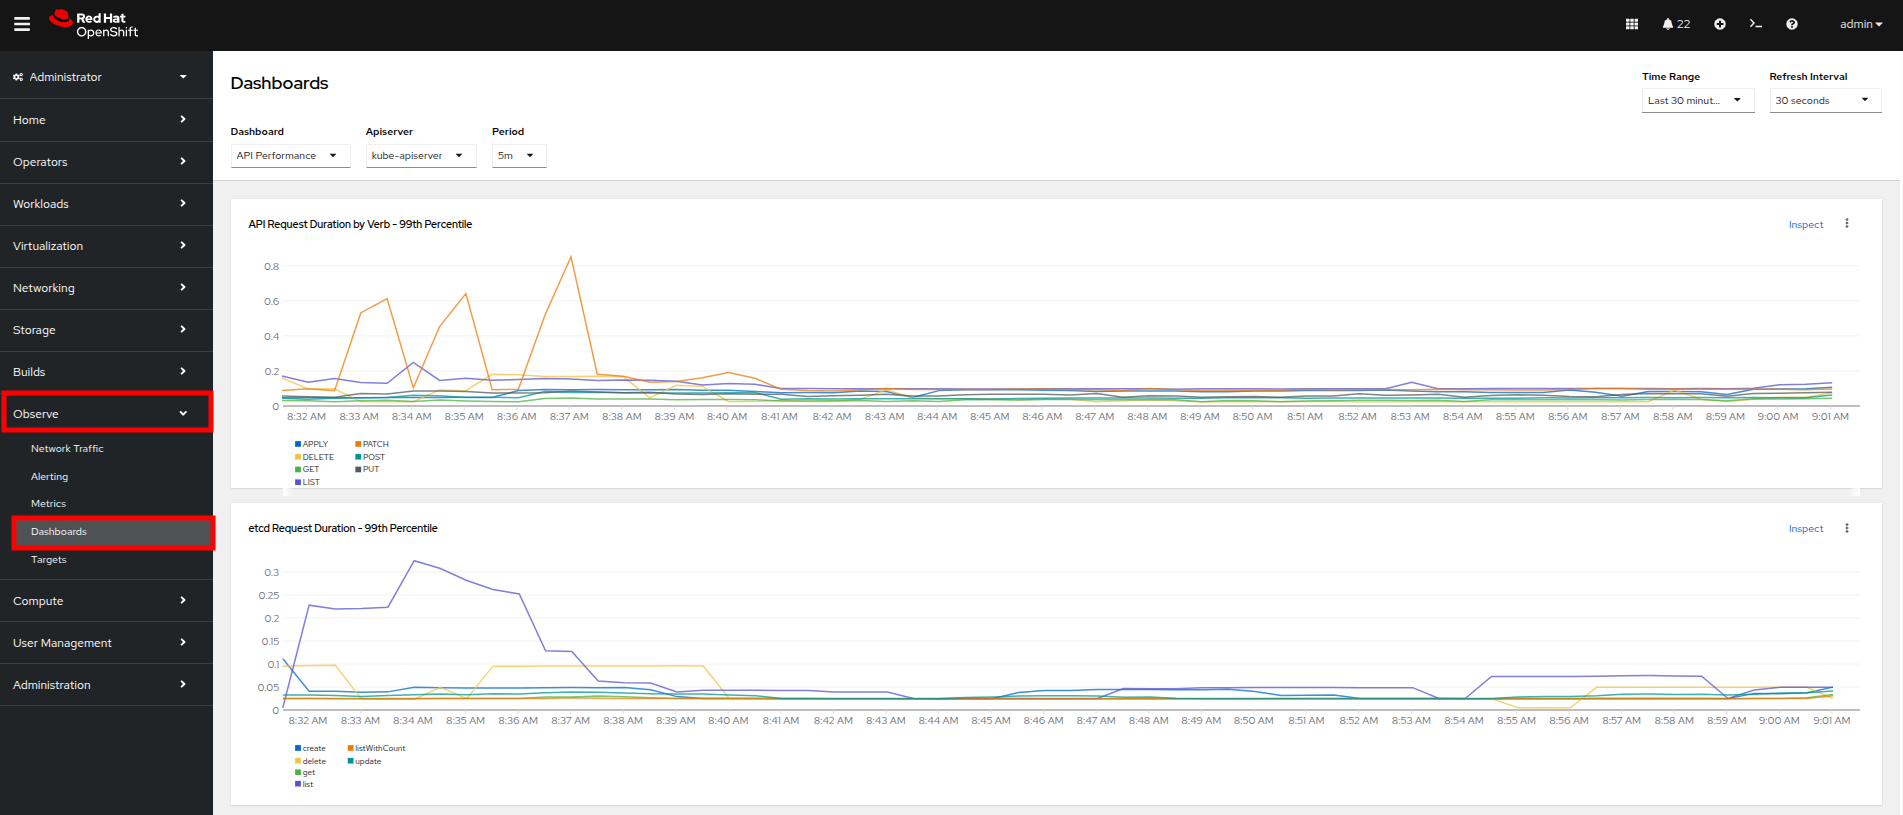 Red Hat
OpenShift
22
admin
Administrator
Home
Operators
Workloads
Virtualization
Networking
Storage
Builds
Observe
Network Traffic
Alerting
Metrics
Dashboards
Targets
Compute
User Management
Administration
Dashboards
Time Range
Refresh Interval
Last 30 minut...
30 seconds
Dashboard
Apiserver
Period
API Performance
kube-apiserver
5m
API Request Duration by Verb - 99th Percentile
Inspect
0.8
0.6
0.4
0.2
0
8:32 AM 8:33 AM 8:34 AM 8:35 AM 8:36 AM 8:37 AM 8:38 AM 8:39 AM 8:40 AM 8:41 AM 8:42 AM 8:43 AM 8:44 AM 8:45 AM 8:46 AM 8:47 AM 8:48 AM 8:49 AM 8:50 AM 8:51 AM 8:52 AM 8:53 AM 8:54 AM 8:55 AM 8:56 AM 8:57 AM 8:58 AM 8:59 AM 9:00 AM 9:01 AM
APPLY PATCH
DELETE POST
GET PUT
LIST
etcd Request Duration - 99th Percentile
Inspect
0.3
0.25
0.2
0.15
0.1
0.05
0
8:32 AM 8:33 AM 8:34 AM 8:35 AM 8:36 AM 8:37 AM 8:38 AM 8:39 AM 8:40 AM 8:41 AM 8:42 AM 8:43 AM 8:44 AM 8:45 AM 8:46 AM 8:47 AM 8:48 AM 8:49 AM 8:50 AM 8:51 AM 8:52 AM 8:53 AM 8:54 AM 8:55 AM 8:56 AM 8:57 AM 8:58 AM 8:59 AM 9:00 AM 9:01 AM
create listWithCount
delete update
get
list